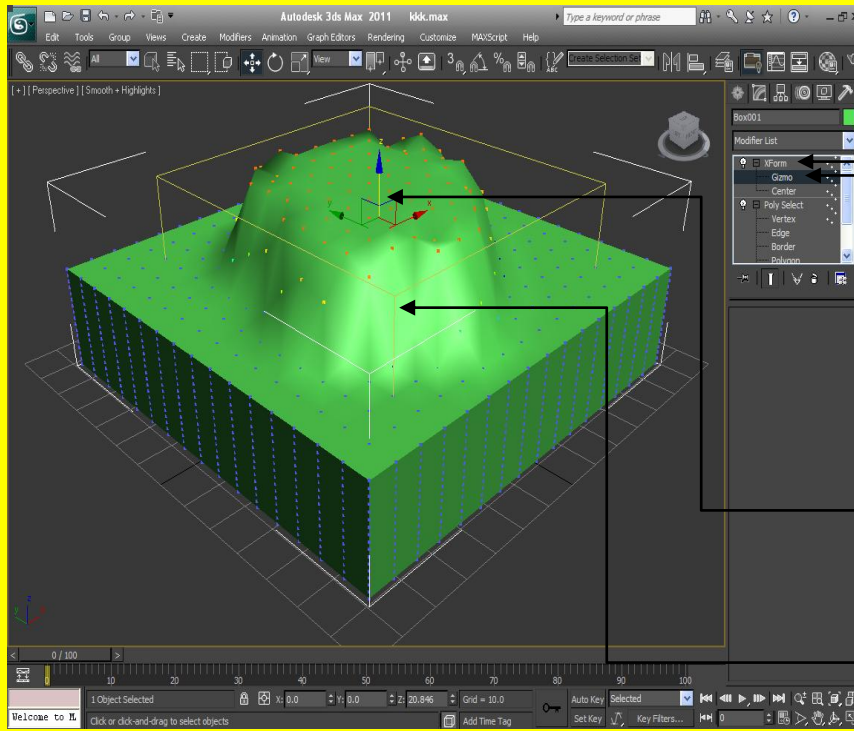 Autodesk 3ds Max 2011 kkk.max
Type a keyword or phrase
Edit Tools Group Views Create Modifiers Animation Graph Editors Rendering Customize MAXScript Help
All
View
3
Create Selection Set
[ + ] [ Perspective ] [ Smooth + Highlights ]
Box001
Modifier List
XForm
Gizmo
Center
Poly Select
Vertex
Edge
Border
Polygon
z
y
x
z
y
0 / 100
0 10 20 30 40 50 60 70 80 90 100
1 Object Selected X: 0.0 Y: 0.0 Z: 20.846 Grid = 10.0 Auto Key Selected
Welcome to M Click or click-and-drag to select objects Add Time Tag Set Key Key Filters... 0